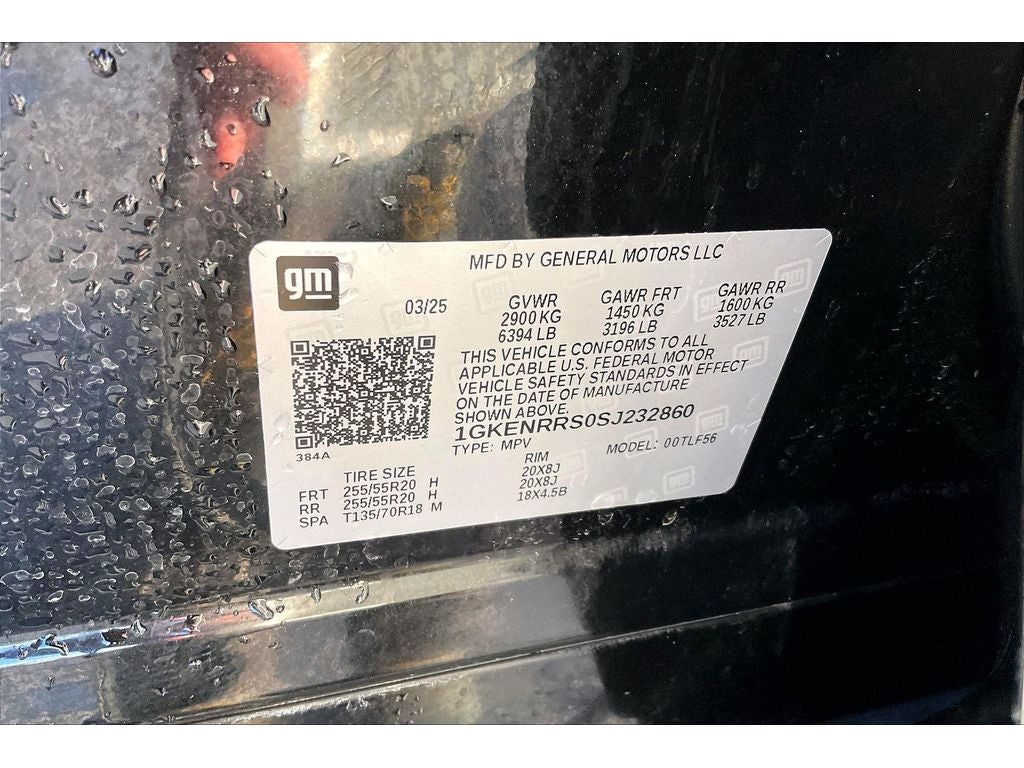 gm
MFD BY GENERAL MOTORS LLC
03/25
GVWR
2900 KG
6394 LB
GAWR FRT
1450 KG
3196 LB
GAWR RR
1600 KG
3527 LB
THIS VEHICLE CONFORMS TO ALL
APPLICABLE U.S. FEDERAL MOTOR
VEHICLE SAFETY STANDARDS IN EFFECT
ON THE DATE OF MANUFACTURE
SHOWN ABOVE.
1GKENRRS0SJ232860
TYPE: MPV MODEL: 00TLF56
384A
TIRE SIZE RIM
FRT 255/55R20 H 20X8J
RR 255/55R20 H 20X8J
SPA T135/70R18 M 18X4.5B